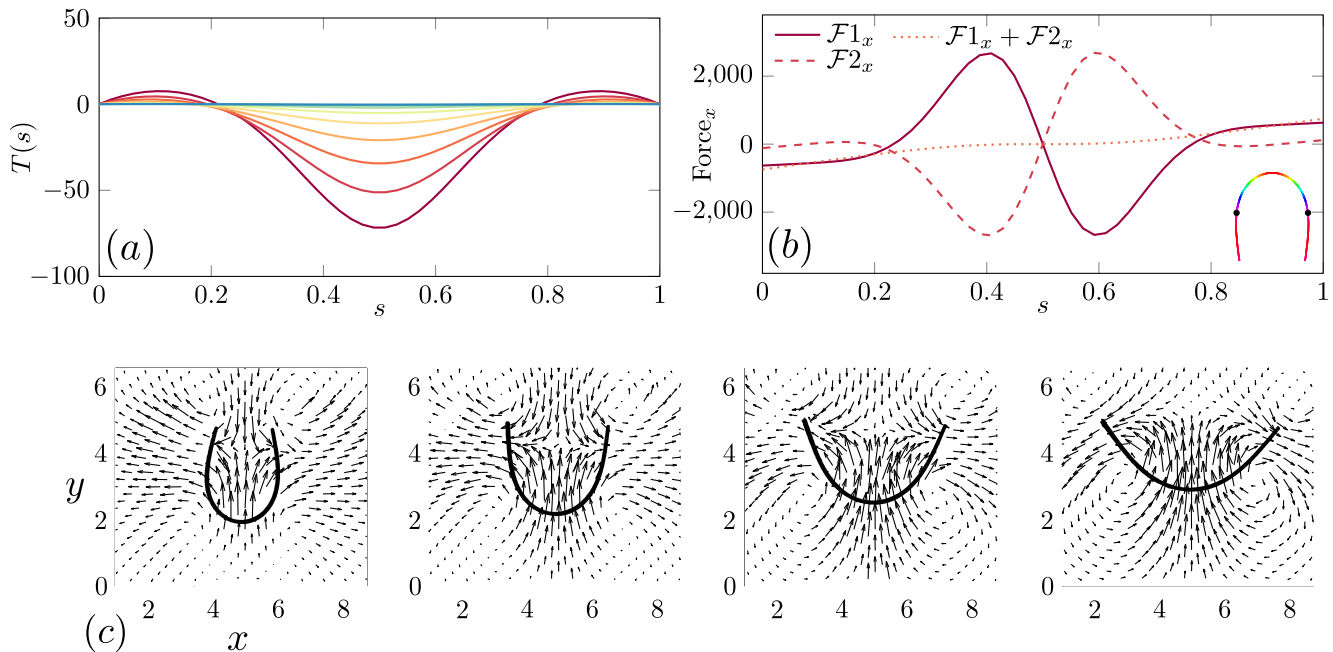 50
0
−50
−100
T(s)
(a)
0 0.2 0.4 0.6 0.8 1
s
ℱ1ₓ ℱ1ₓ + ℱ2ₓ
ℱ2ₓ
2,000
0
−2,000
Forceₓ
(b)
0 0.2 0.4 0.6 0.8 1
s
6 6 6 6
4 4 4 4
y
2 2 2 2
0 0 0 0
2 4 6 8 2 4 6 8 2 4 6 8 2 4 6 8
(c) x